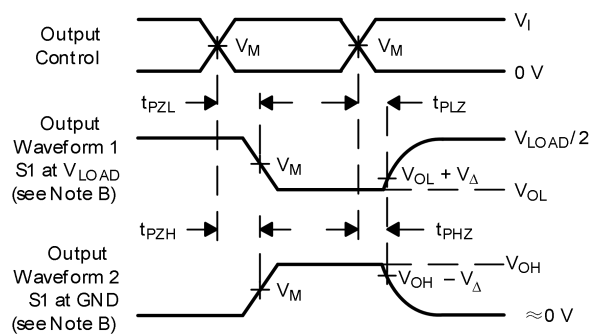 Output
Control
V_M
V_M
V_I
0 V
t_PZL
t_PLZ
Output
Waveform 1
S1 at V_LOAD
(see Note B)
V_M
V_LOAD/2
V_OL + V_Δ
V_OL
t_PZH
t_PHZ
Output
Waveform 2
S1 at GND
(see Note B)
V_M
V_OH
V_OH − V_Δ
≈0 V